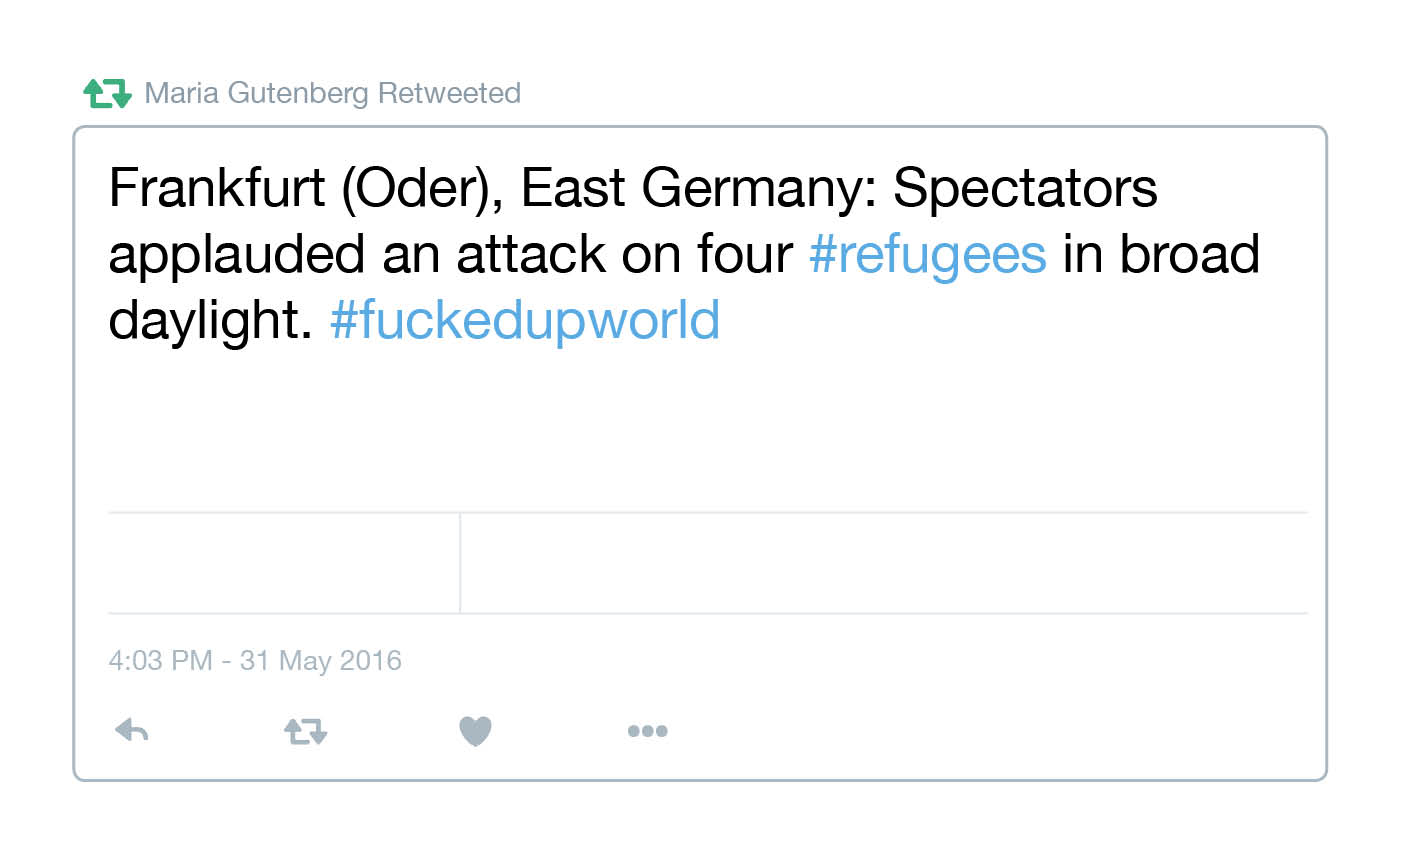 Maria Gutenberg Retweeted
Frankfurt (Oder), East Germany: Spectators
applauded an attack on four #refugees in broad
daylight. #fuckedupworld
4:03 PM - 31 May 2016